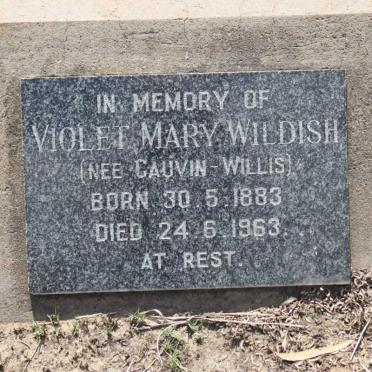 IN MEMORY OF
VIOLET MARY WILDISH
(NEE CAUVIN-WILLIS)
BORN 30.5.1883
DIED 24.6.1963.
AT REST.